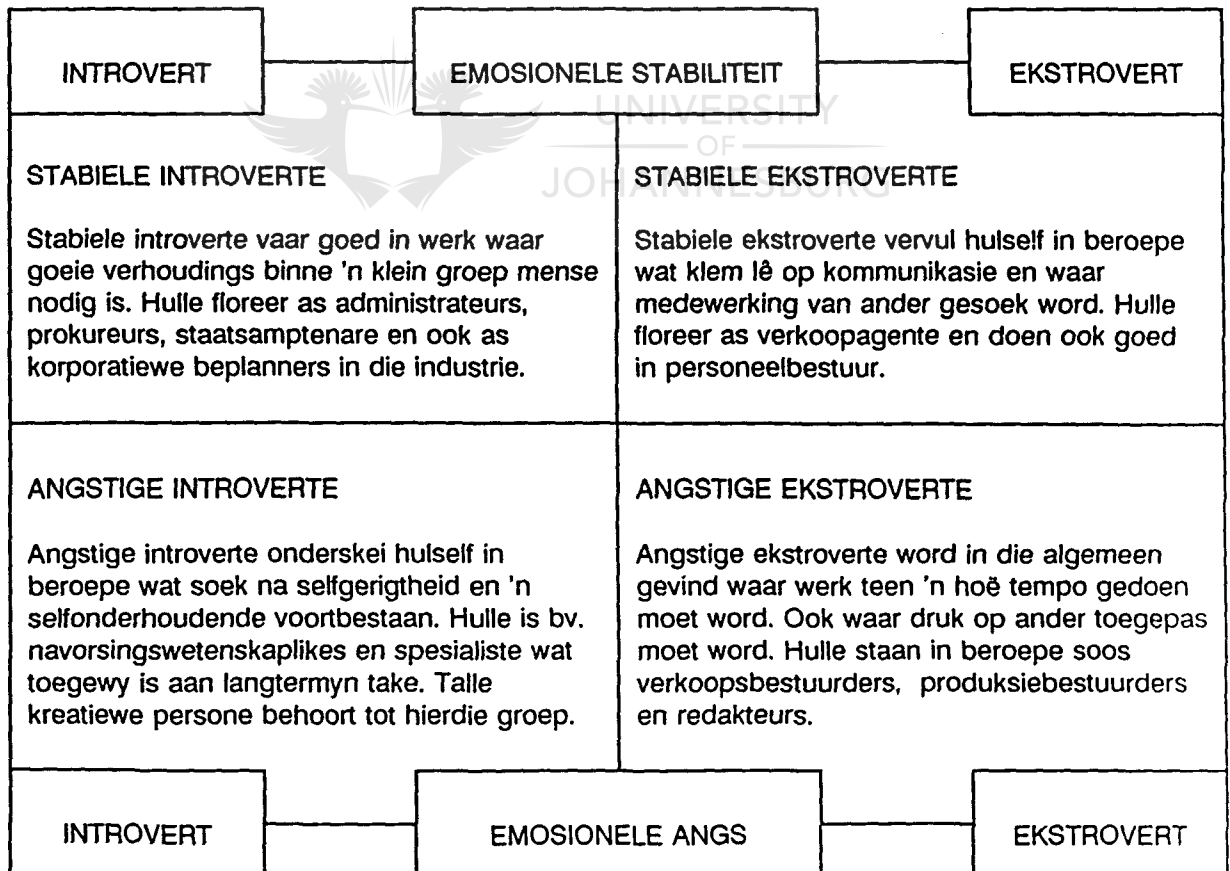 INTROVERT
EMOSIONELE STABILITEIT
EKSTROVERT
UNIVERSITY
OF
JOHANNESBURG
STABIELE INTROVERTE
Stabiele introverte vaar goed in werk waar
goeie verhoudings binne 'n klein groep mense
nodig is. Hulle floreer as administrateurs,
prokureurs, staatsamptenare en ook as
korporatiewe beplanners in die industrie.
STABIELE EKSTROVERTE
Stabiele ekstroverte vervul hulself in beroepe
wat klem lê op kommunikasie en waar
medewerking van ander gesoek word. Hulle
floreer as verkoopagente en doen ook goed
in personeelbestuur.
ANGSTIGE INTROVERTE
Angstige introverte onderskei hulself in
beroepe wat soek na selfgerigtheid en 'n
selfonderhoudende voortbestaan. Hulle is bv.
navorsingswetenskaplikes en spesialiste wat
toegewy is aan langtermyn take. Talle
kreatiewe persone behoort tot hierdie groep.
ANGSTIGE EKSTROVERTE
Angstige ekstroverte word in die algemeen
gevind waar werk teen 'n hoë tempo gedoen
moet word. Ook waar druk op ander toegepas
moet word. Hulle staan in beroepe soos
verkoopsbestuurders, produksiebestuurders
en redakteurs.
INTROVERT
EMOSIONELE ANGS
EKSTROVERT